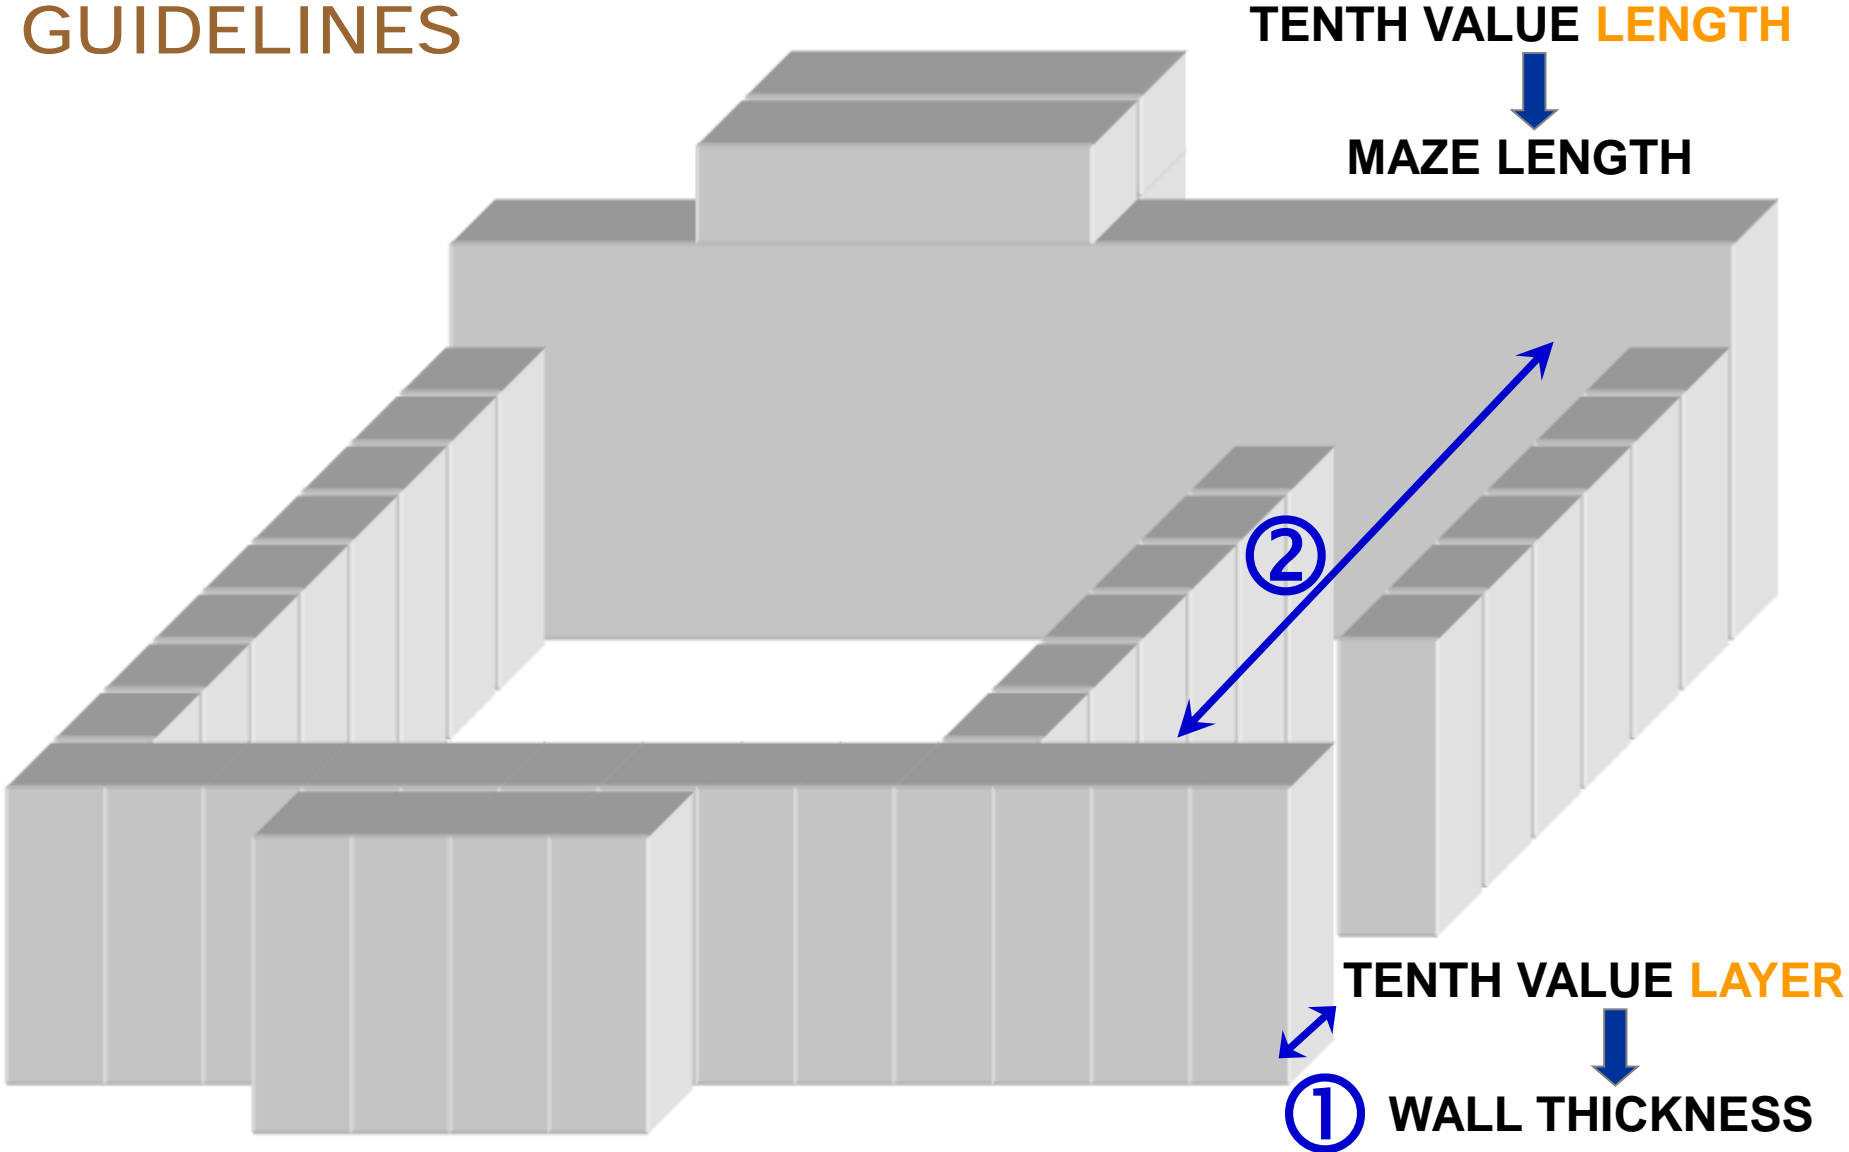 GUIDELINES
TENTH VALUE LENGTH
MAZE LENGTH
②
TENTH VALUE LAYER
① WALL THICKNESS